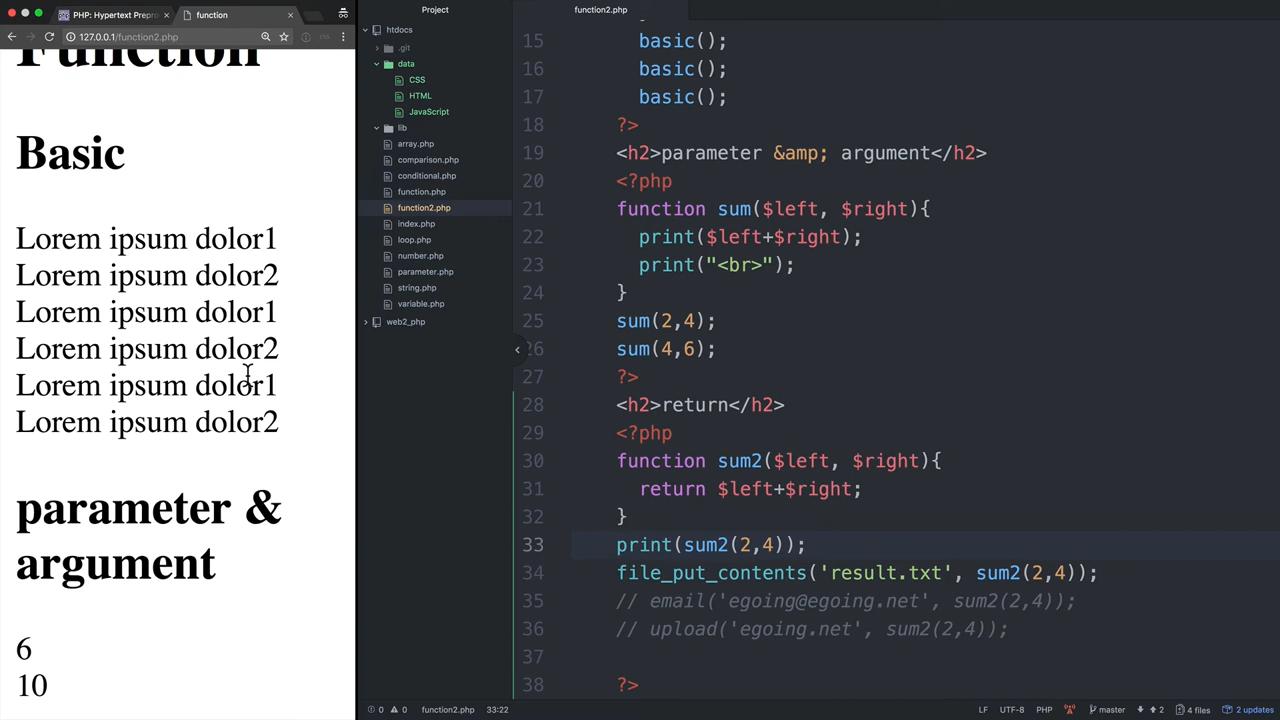 PHP: Hypertext Prepro
function
127.0.0.1/function2.php
Function
Basic
Lorem ipsum dolor1
Lorem ipsum dolor2
Lorem ipsum dolor1
Lorem ipsum dolor2
Lorem ipsum dolor1
Lorem ipsum dolor2
parameter &
argument
6
10
Project
htdocs
.git
data
CSS
HTML
JavaScript
lib
array.php
comparison.php
conditional.php
function.php
function2.php
index.php
loop.php
number.php
parameter.php
string.php
variable.php
web2_php
function2.php
15 basic();
16 basic();
17 basic();
18 ?>
19 <h2>parameter &amp; argument</h2>
20 <?php
21 function sum($left, $right){
22 print($left+$right);
23 print("<br>");
24 }
25 sum(2,4);
26 sum(4,6);
27 ?>
28 <h2>return</h2>
29 <?php
30 function sum2($left, $right){
31 return $left+$right;
32 }
33 print(sum2(2,4));
34 file_put_contents('result.txt', sum2(2,4));
35 // email('egoing@egoing.net', sum2(2,4));
36 // upload('egoing.net', sum2(2,4));
37
38 ?>
0 0 function2.php 33:22 LF UTF-8 PHP master 4 files 2 updates